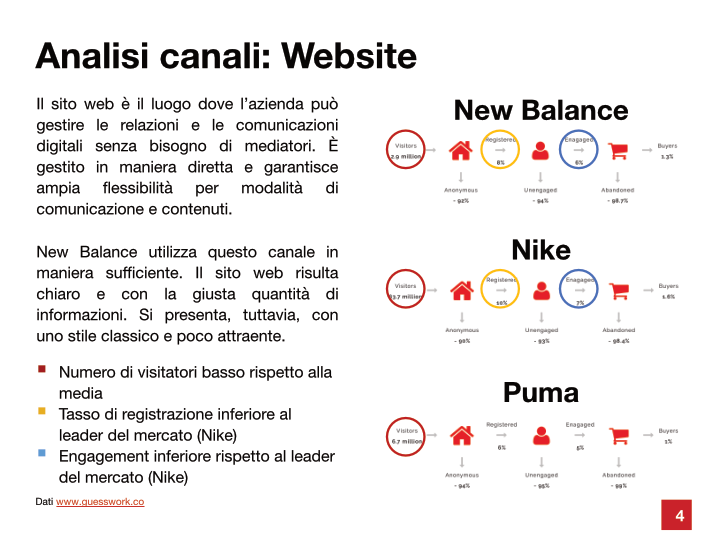 Analisi canali: Website
Il sito web è il luogo dove l'azienda può
gestire le relazioni e le comunicazioni
digitali senza bisogno di mediatori. È
gestito in maniera diretta e garantisce
ampia flessibilità per modalità di
comunicazione e contenuti.
New Balance utilizza questo canale in
maniera sufficiente. Il sito web risulta
chiaro e con la giusta quantità di
informazioni. Si presenta, tuttavia, con
uno stile classico e poco attraente.
Numero di visitatori basso rispetto alla
media
Tasso di registrazione inferiore al
leader del mercato (Nike)
Engagement inferiore rispetto al leader
del mercato (Nike)
Dati www.guesswork.co
New Balance
Visitors
2.9 million
Registered
8%
Enagaged
6%
Buyers
1.3%
Anonymous
- 92%
Unengaged
- 94%
Abandoned
- 98.7%
Nike
Visitors
13.7 million
Registered
10%
Enagaged
7%
Buyers
1.6%
Anonymous
- 90%
Unengaged
- 93%
Abandoned
- 98.4%
Puma
Visitors
6.7 million
Registered
6%
Enagaged
5%
Buyers
1%
Anonymous
- 94%
Unengaged
- 95%
Abandoned
- 99%
4